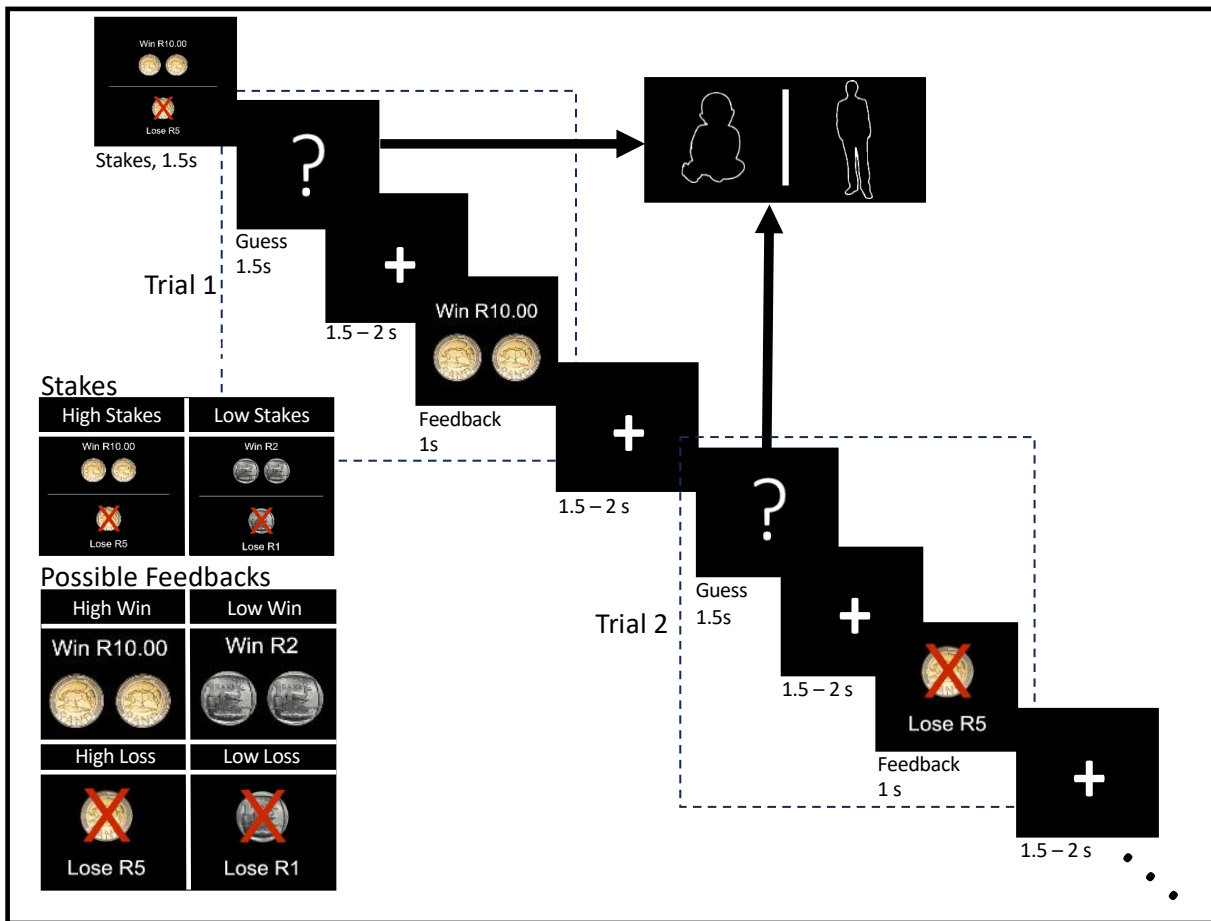 Win R10.00
Lose R5
Stakes, 1.5s
?
Guess
1.5s
Trial 1
1.5 – 2 s
Win R10.00
Feedback
1s
1.5 – 2 s
Stakes
High Stakes
Low Stakes
Win R10.00
Win R2
Lose R5
Lose R1
Possible Feedbacks
High Win
Low Win
Win R10.00
Win R2
High Loss
Low Loss
Lose R5
Lose R1
?
Guess
1.5s
Trial 2
1.5 – 2 s
Lose R5
Feedback
1 s
1.5 – 2 s